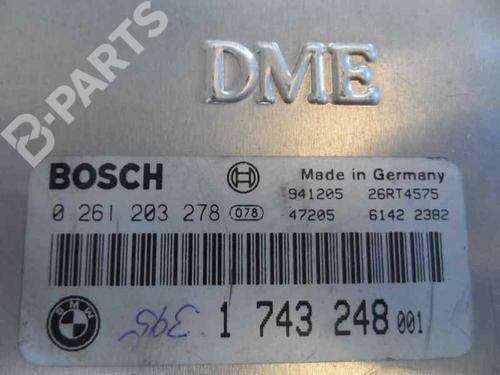 B-PARTS
DME
BOSCH
Made in Germany
941205 26RT4575
0 261 203 278 078
47205 6142 2382
BMW
395
1 743 248 001